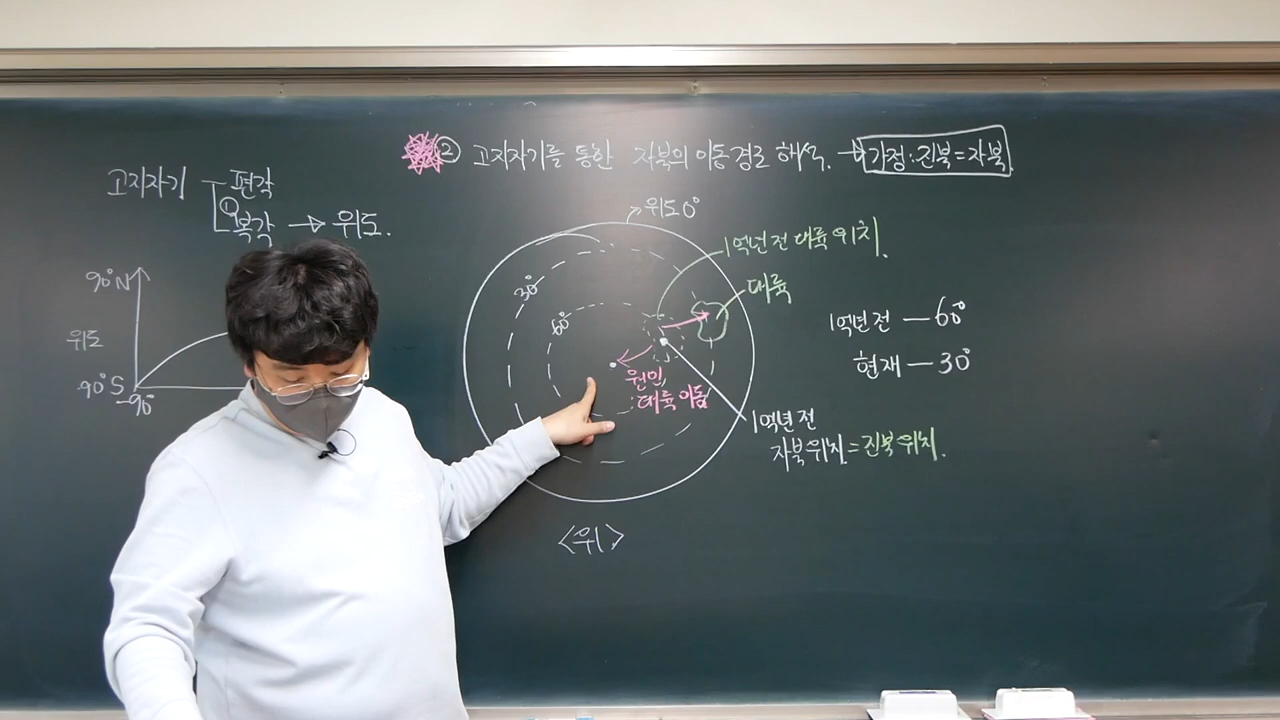 ② 고지자기를 통한 자북의 이동경로 해석. → 가정:진북=자북.
고지자기 편각
① 복각 → 위도.
90°N
위도
-90°S
-90°
위도 0°
30°
60°
1억년전 대륙위치.
대륙
원인,
대륙이동
1억년전 — 60°
현재 — 30°
1억년전
자북위치.=진북위치.
<위>